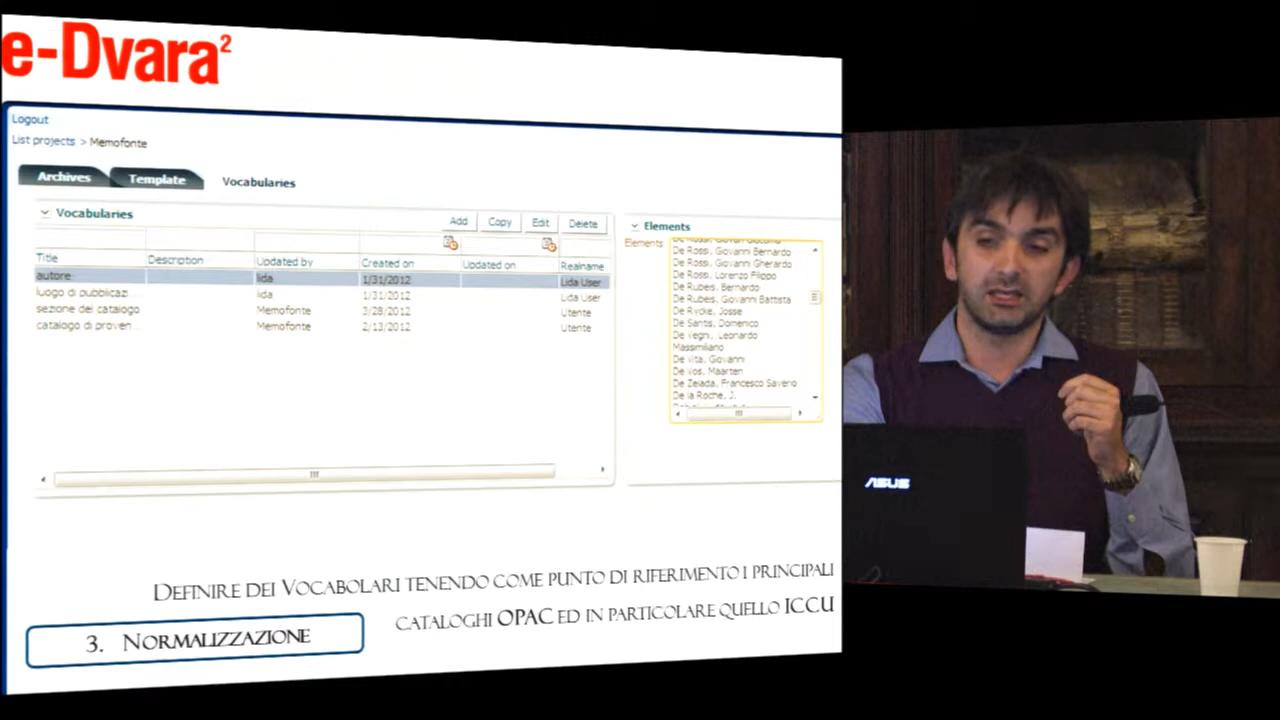 e-Dvara²
Logout
List projects > Memofonte
Archives Template Vocabularies
Vocabularies
Add Copy Edit Delete
Title Description Updated by Created on Updated on Realname
autore lida 1/31/2012 Lida User
luogo di pubblicazi... lida 1/31/2012 Lida User
sezione del catalogo Memofonte 3/28/2012 Utente
catalogo di proven... Memofonte 2/13/2012 Utente
Elements
Elements
De Rossi, Giovan Giacomo
De Rossi, Giovanni Bernardo
De Rossi, Giovanni Gherardo
De Rossi, Lorenzo Filippo
De Rubeis, Bernardo
De Rubeis, Giovanni Battista
De Rycke, Josse
De Santis, Domenico
De Vegni, Leonardo
Massimiliano
De Vita, Giovanni
De Vos, Maarten
De Zelada, Francesco Saverio
De la Roche, J.
DEFINIRE DEI VOCABOLARI TENENDO COME PUNTO DI RIFERIMENTO I PRINCIPALI
CATALOGHI OPAC ED IN PARTICOLARE QUELLO ICCU
3. NORMALIZZAZIONE
ASUS